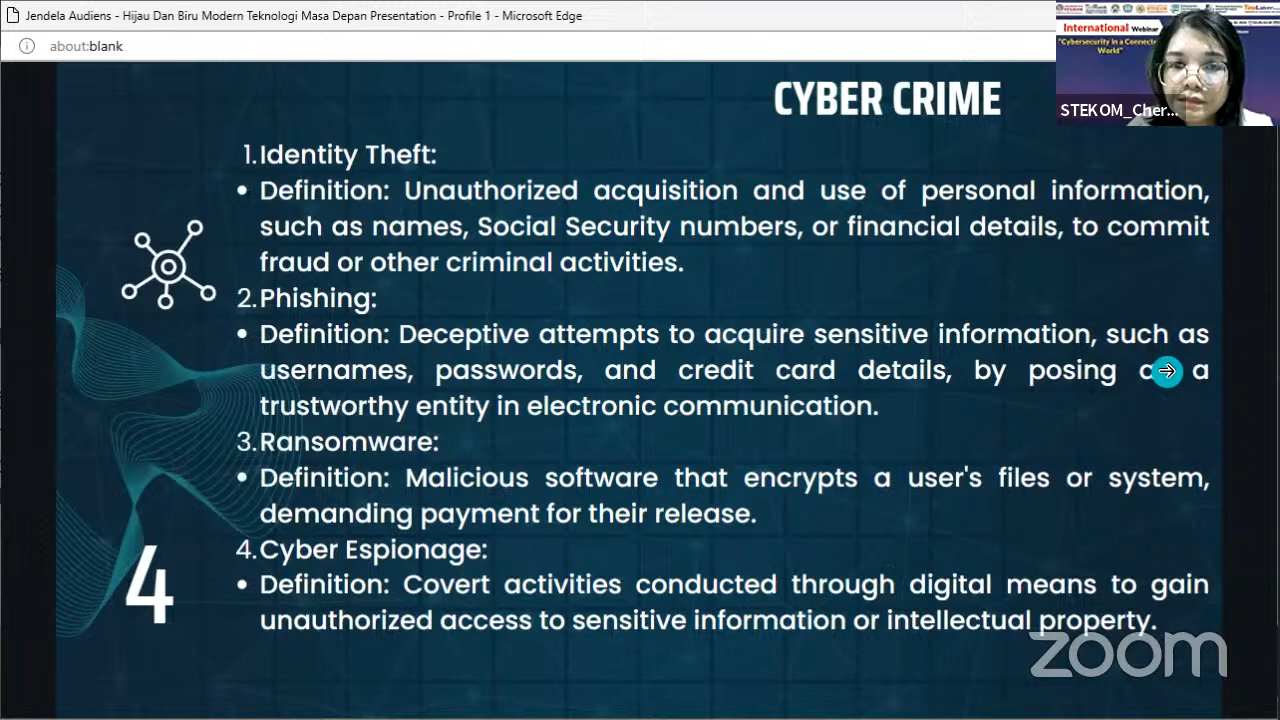 Jendela Audiens - Hijau Dan Biru Modern Teknologi Masa Depan Presentation - Profile 1 - Microsoft Edge
about:blank
International Webinar
"Cybersecurity in a Connecte
World"
STEKOM_Cher...
CYBER CRIME
1. Identity Theft:
• Definition: Unauthorized acquisition and use of personal information,
such as names, Social Security numbers, or financial details, to commit
fraud or other criminal activities.
2. Phishing:
• Definition: Deceptive attempts to acquire sensitive information, such as
usernames, passwords, and credit card details, by posing a
trustworthy entity in electronic communication.
3. Ransomware:
• Definition: Malicious software that encrypts a user's files or system,
demanding payment for their release.
4. Cyber Espionage:
• Definition: Covert activities conducted through digital means to gain
unauthorized access to sensitive information or intellectual property.
4
zoom